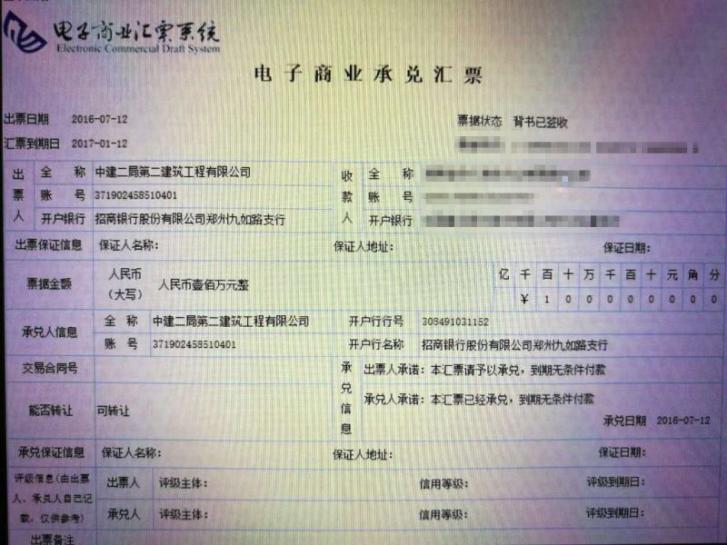 电子商业汇票系统
Electronic Commercial Draft System
电子商业承兑汇票
出票日期 2016-07-12
票据状态 背书已签收
汇票到期日 2017-01-12
出票人 全称 中建二局第二建筑工程有限公司
收款人 全称
账号 371902458510401
账号
开户银行 招商银行股份有限公司郑州九如路支行
开户银行
出票保证信息 保证人名称: 保证人地址: 保证日期:
票据金额 人民币(大写) 人民币壹佰万元整
亿千百十万千百十元角分
¥100000000
承兑人信息 全称 中建二局第二建筑工程有限公司 开户行行号 308491031152
账号 371902458510401 开户行名称 招商银行股份有限公司郑州九如路支行
交易合同号
承兑信息 出票人承诺:本汇票请予以承兑,到期无条件付款
能否转让 可转让
承兑人承诺:本汇票已经承兑,到期无条件付款
承兑日期 2016-07-12
承兑保证信息 保证人名称: 保证人地址: 保证日期:
评级信息(由出票人、承兑人自己记载,仅供参考)
出票人 评级主体: 信用等级: 评级到期日:
承兑人 评级主体: 信用等级: 评级到期日:
出票备注